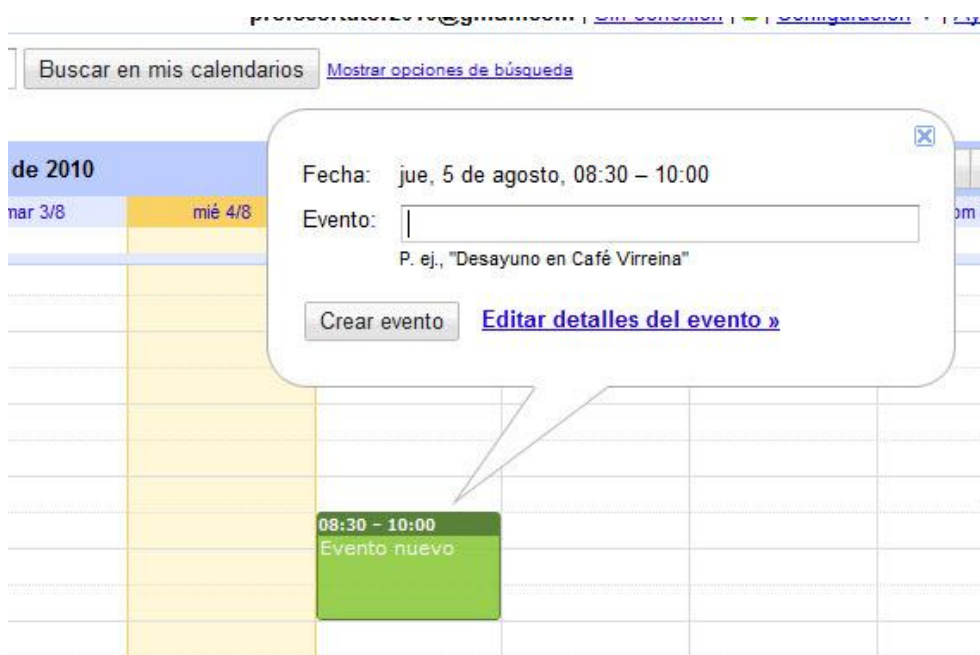 Buscar en mis calendarios Mostrar opciones de búsqueda
de 2010
mar 3/8 mié 4/8
Fecha: jue, 5 de agosto, 08:30 – 10:00
Evento:
P. ej., "Desayuno en Café Virreina"
Crear evento Editar detalles del evento »
08:30 – 10:00
Evento nuevo